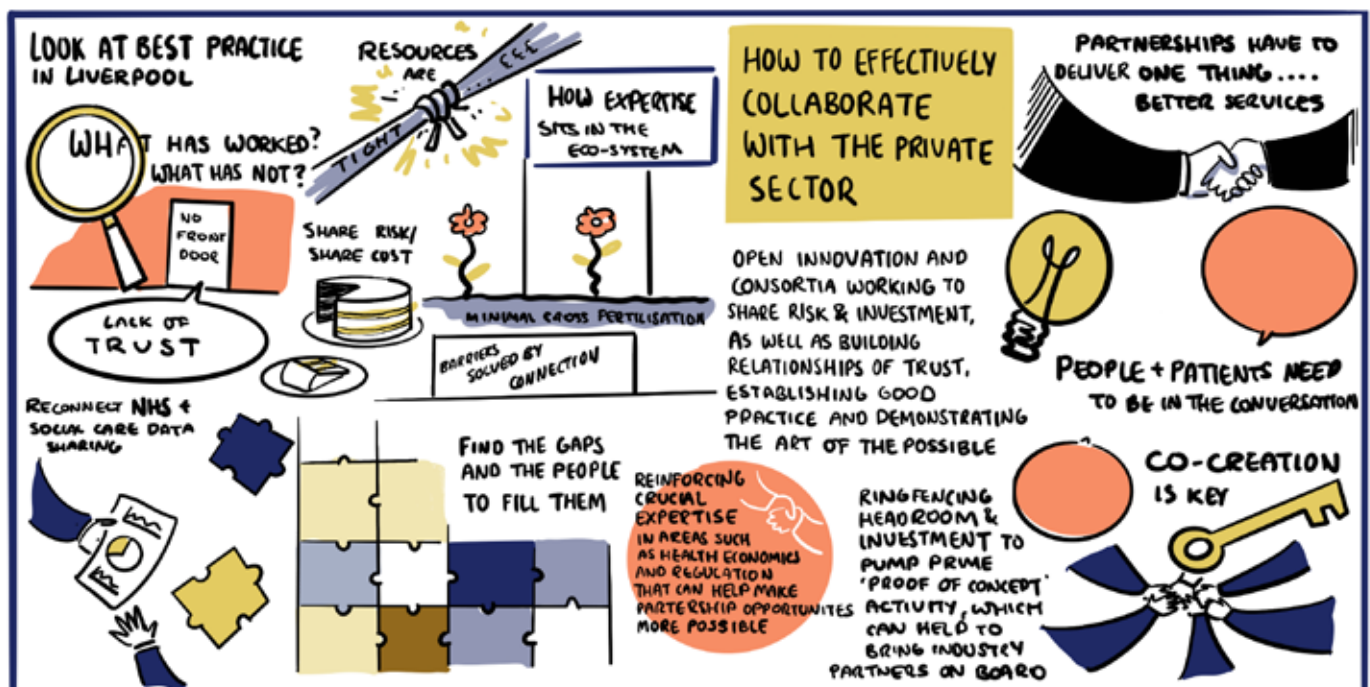 LOOK AT BEST PRACTICE
IN LIVERPOOL
WHAT HAS WORKED?
WHAT HAS NOT?
NO
FRONT
DOOR
LACK OF
TRUST
RESOURCES
ARE
TIGHT
... £££
SHARE RISK/
SHARE COST
HOW EXPERTISE
SITS IN THE
ECO-SYSTEM
MINIMAL CROSS FERTILISATION
BARRIERS
SOLVED BY
CONNECTION
HOW TO EFFECTIVELY
COLLABORATE
WITH THE PRIVATE
SECTOR
OPEN INNOVATION AND
CONSORTIA WORKING TO
SHARE RISK & INVESTMENT,
AS WELL AS BUILDING
RELATIONSHIPS OF TRUST,
ESTABLISHING GOOD
PRACTICE AND DEMONSTRATING
THE ART OF THE POSSIBLE
PARTNERSHIPS HAVE TO
DELIVER ONE THING....
BETTER SERVICES
PEOPLE + PATIENTS NEED
TO BE IN THE CONVERSATION
RECONNECT NHS +
SOCIAL CARE DATA
SHARING
FIND THE GAPS
AND THE PEOPLE
TO FILL THEM
REINFORCING
CRUCIAL
EXPERTISE
IN AREAS SUCH
AS HEALTH ECONOMICS
AND REGULATION
THAT CAN HELP MAKE
PARTERSHIP OPPORTUNITES
MORE POSSIBLE
RINGFENCING
HEADROOM &
INVESTMENT TO
PUMP PRIME
'PROOF OF CONCEPT'
ACTIVITY, WHICH
CAN HELP TO
BRING INDUSTRY
PARTNERS ON BOARD
CO-CREATION
IS KEY